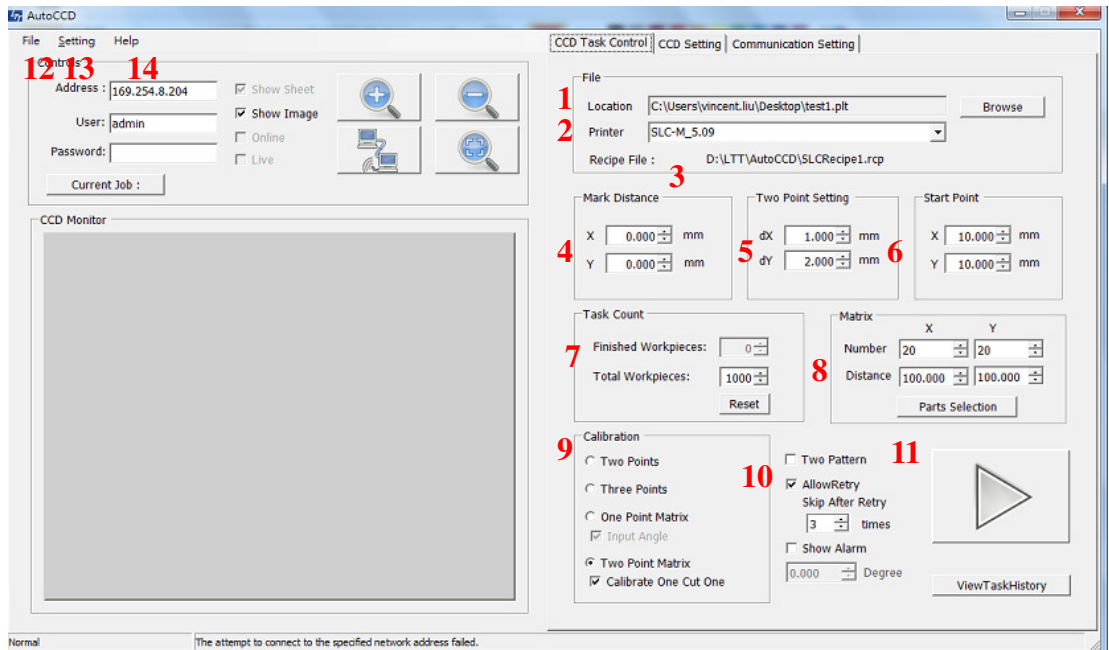 AutoCCD
File Setting Help
12 13 14
Controls
Address : 169.254.8.204
User: admin
Password:
Show Sheet
Show Image
Online
Live
Current Job :
CCD Monitor
CCD Task Control CCD Setting Communication Setting
File
1 Location C:\Users\vincent.liu\Desktop\test1.plt Browse
2 Printer SLC-M_5.09
Recipe File : D:\LTT\AutoCCD\SLCRecipe1.rcp
3
Mark Distance
X 0.000 mm
4
Y 0.000 mm
Two Point Setting
dX 1.000 mm
5
dY 2.000 mm
Start Point
6
X 10.000 mm
Y 10.000 mm
Task Count
7
Finished Workpieces: 0
Total Workpieces: 1000
Reset
Matrix
X Y
Number 20 20
8 Distance 100.000 100.000
Parts Selection
Calibration
9
Two Points
Three Points
One Point Matrix
Input Angle
Two Point Matrix
Calibrate One Cut One
10
Two Pattern
AllowRetry
Skip After Retry
3 times
Show Alarm
0.000 Degree
11
ViewTaskHistory
Normal The attempt to connect to the specified network address failed.